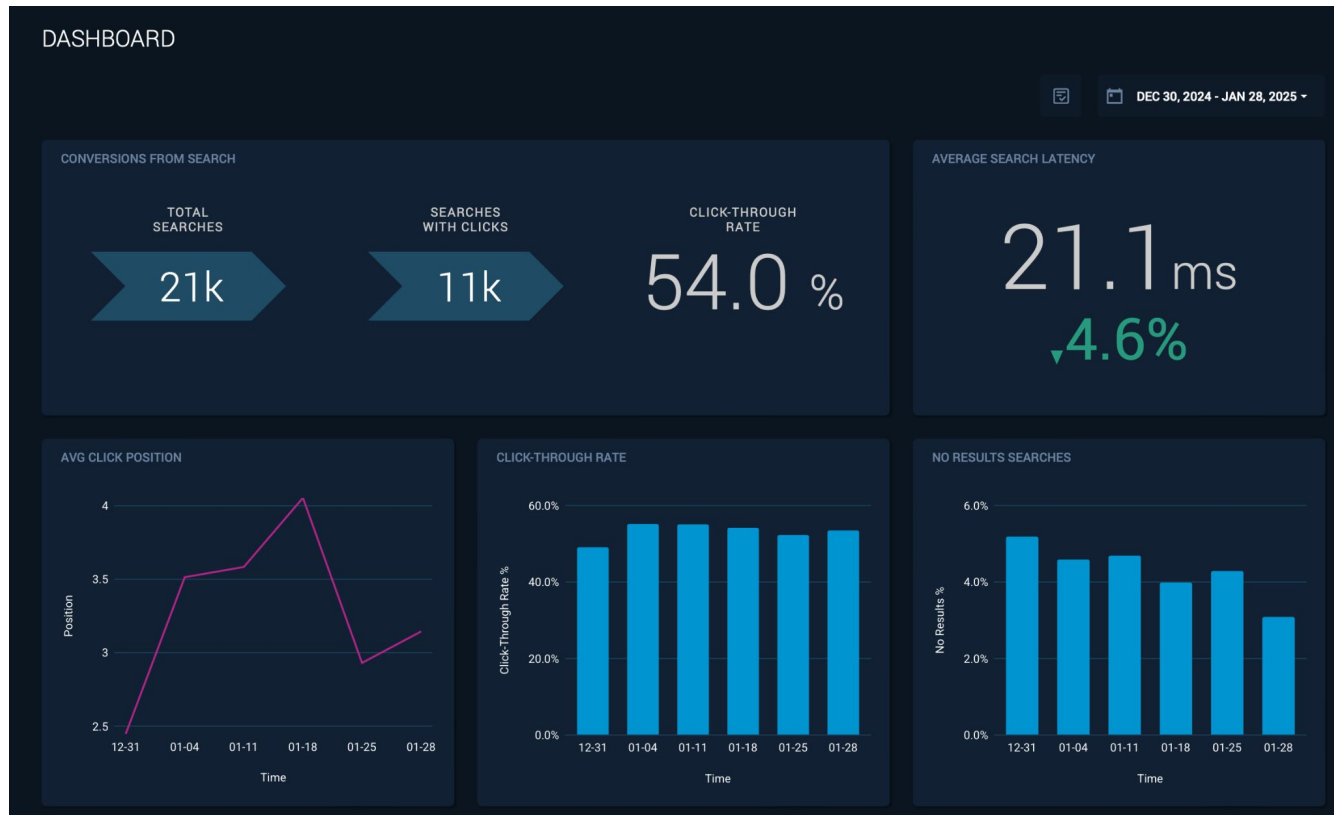 DASHBOARD
DEC 30, 2024 - JAN 28, 2025
CONVERSIONS FROM SEARCH
TOTAL
SEARCHES
21k
SEARCHES
WITH CLICKS
11k
CLICK-THROUGH
RATE
54.0 %
AVERAGE SEARCH LATENCY
21.1ms
▼4.6%
AVG CLICK POSITION
4
3.5
3
2.5
Position
12-31 01-04 01-11 01-18 01-25 01-28
Time
CLICK-THROUGH RATE
60.0%
40.0%
20.0%
0.0%
Click-Through Rate %
12-31 01-04 01-11 01-18 01-25 01-28
Time
NO RESULTS SEARCHES
6.0%
4.0%
2.0%
0.0%
No Results %
12-31 01-04 01-11 01-18 01-25 01-28
Time